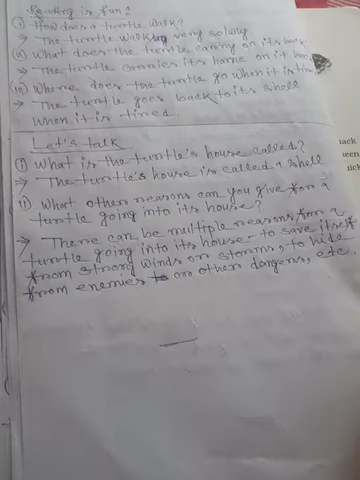 Reading is fun:
(i) How does a turtle walk?
→ The turtle walks very solwy
(ii) What does the turtle carry on its back
→ The turtle carries its home on it
(iii) Where does the turtle go when it is tired
→ The turtle goes back to its shell
when it is tired.
Let's talk
(i) What is the turtle's house called?
→ The turtle's house is called a shell
(ii) What other reasons can you give for a
turtle going into its house?
→ There can be multiple reasons for a
turtle going into its house - to save itself
from strong winds or storms, to hide
from enemies or other dangers, etc.